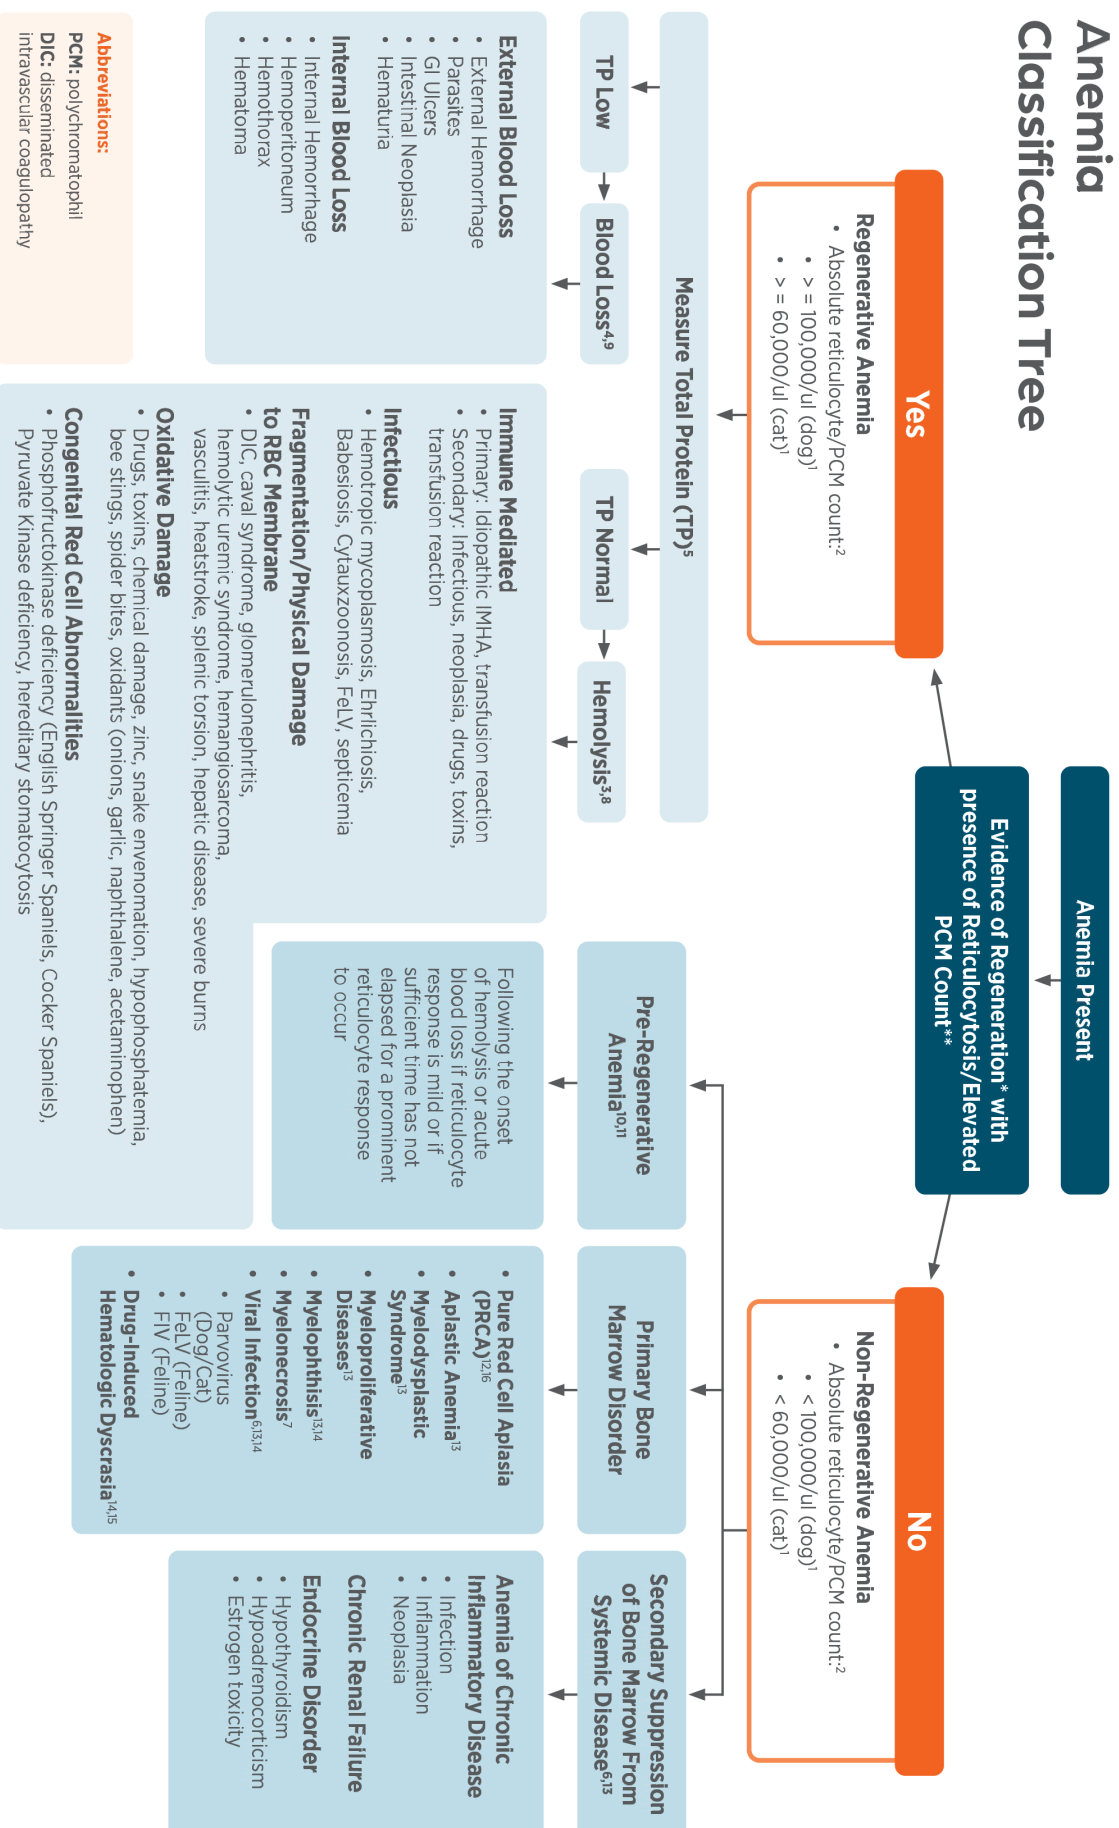 Anemia
Classification Tree
Anemia Present
Evidence of Regeneration* with
presence of Reticulocytosis/Elevated
PCM Count**
Yes
Regenerative Anemia
• Absolute reticulocyte/PCM count:2
• > = 100,000/ul (dog)1
• > = 60,000/ul (cat)1
No
Non-Regenerative Anemia
• Absolute reticulocyte/PCM count:2
• < 100,000/ul (dog)1
• < 60,000/ul (cat)1
Measure Total Protein (TP)5
TP Low
Blood Loss4,9
TP Normal
Hemolysis3,8
External Blood Loss
• External Hemorrhage
• Parasites
• GI Ulcers
• Intestinal Neoplasia
• Hematuria
Internal Blood Loss
• Internal Hemorrhage
• Hemoperitoneum
• Hemothorax
• Hematoma
Immune Mediated
• Primary: Idiopathic IMHA, transfusion reaction
• Secondary: Infectious, neoplasia, drugs, toxins,
transfusion reaction
Infectious
• Hemotropic mycoplasmosis, Ehrlichiosis,
Babesiosis, Cytauxzoonosis, FeLV, septicemia
Fragmentation/Physical Damage
to RBC Membrane
• DIC, caval syndrome, glomerulonephritis,
hemolytic uremic syndrome, hemangiosarcoma,
vasculitis, heatstroke, splenic torsion, hepatic disease, severe burns
Oxidative Damage
• Drugs, toxins, chemical damage, zinc, snake envenomation, hypophosphatemia,
bee stings, spider bites, oxidants (onions, garlic, naphthalene, acetaminophen)
Congenital Red Cell Abnormalities
• Phosphofructokinase deficiency (English Springer Spaniels, Cocker Spaniels),
Pyruvate Kinase deficiency, hereditary stomatocytosis
Pre-Regenerative
Anemia10,11
Following the onset
of hemolysis or acute
blood loss if reticulocyte
response is mild or if
sufficient time has not
elapsed for a prominent
reticulocyte response
to occur
Primary Bone
Marrow Disorder
• Pure Red Cell Aplasia
(PRCA)12,16
• Aplastic Anemia13
• Myelodysplastic
Syndrome13
• Myeloproliferative
Diseases13
• Myelophthisis13,14
• Myelonecrosis7
• Viral Infection6,13,14
• Parvovirus
(Dog/Cat)
• FeLV (Feline)
• FIV (Feline)
• Drug-Induced
Hematologic Dyscrasia14,15
Secondary Suppression
of Bone Marrow From
Systemic Disease6,13
Anemia of Chronic
Inflammatory Disease
• Infection
• Inflammation
• Neoplasia
Chronic Renal Failure
Endocrine Disorder
• Hypothyroidism
• Hypoadrenocorticism
• Estrogen toxicity
Abbreviations:
PCM: polychromatophil
DIC: disseminated
intravascular coagulopathy